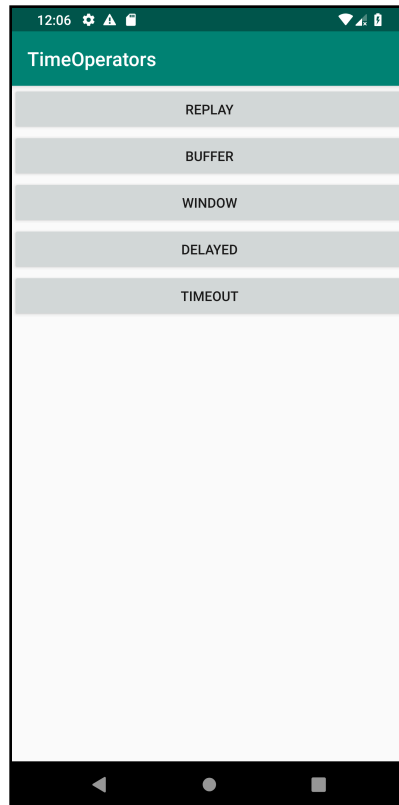 12:06
TimeOperators
REPLAY
BUFFER
WINDOW
DELAYED
TIMEOUT